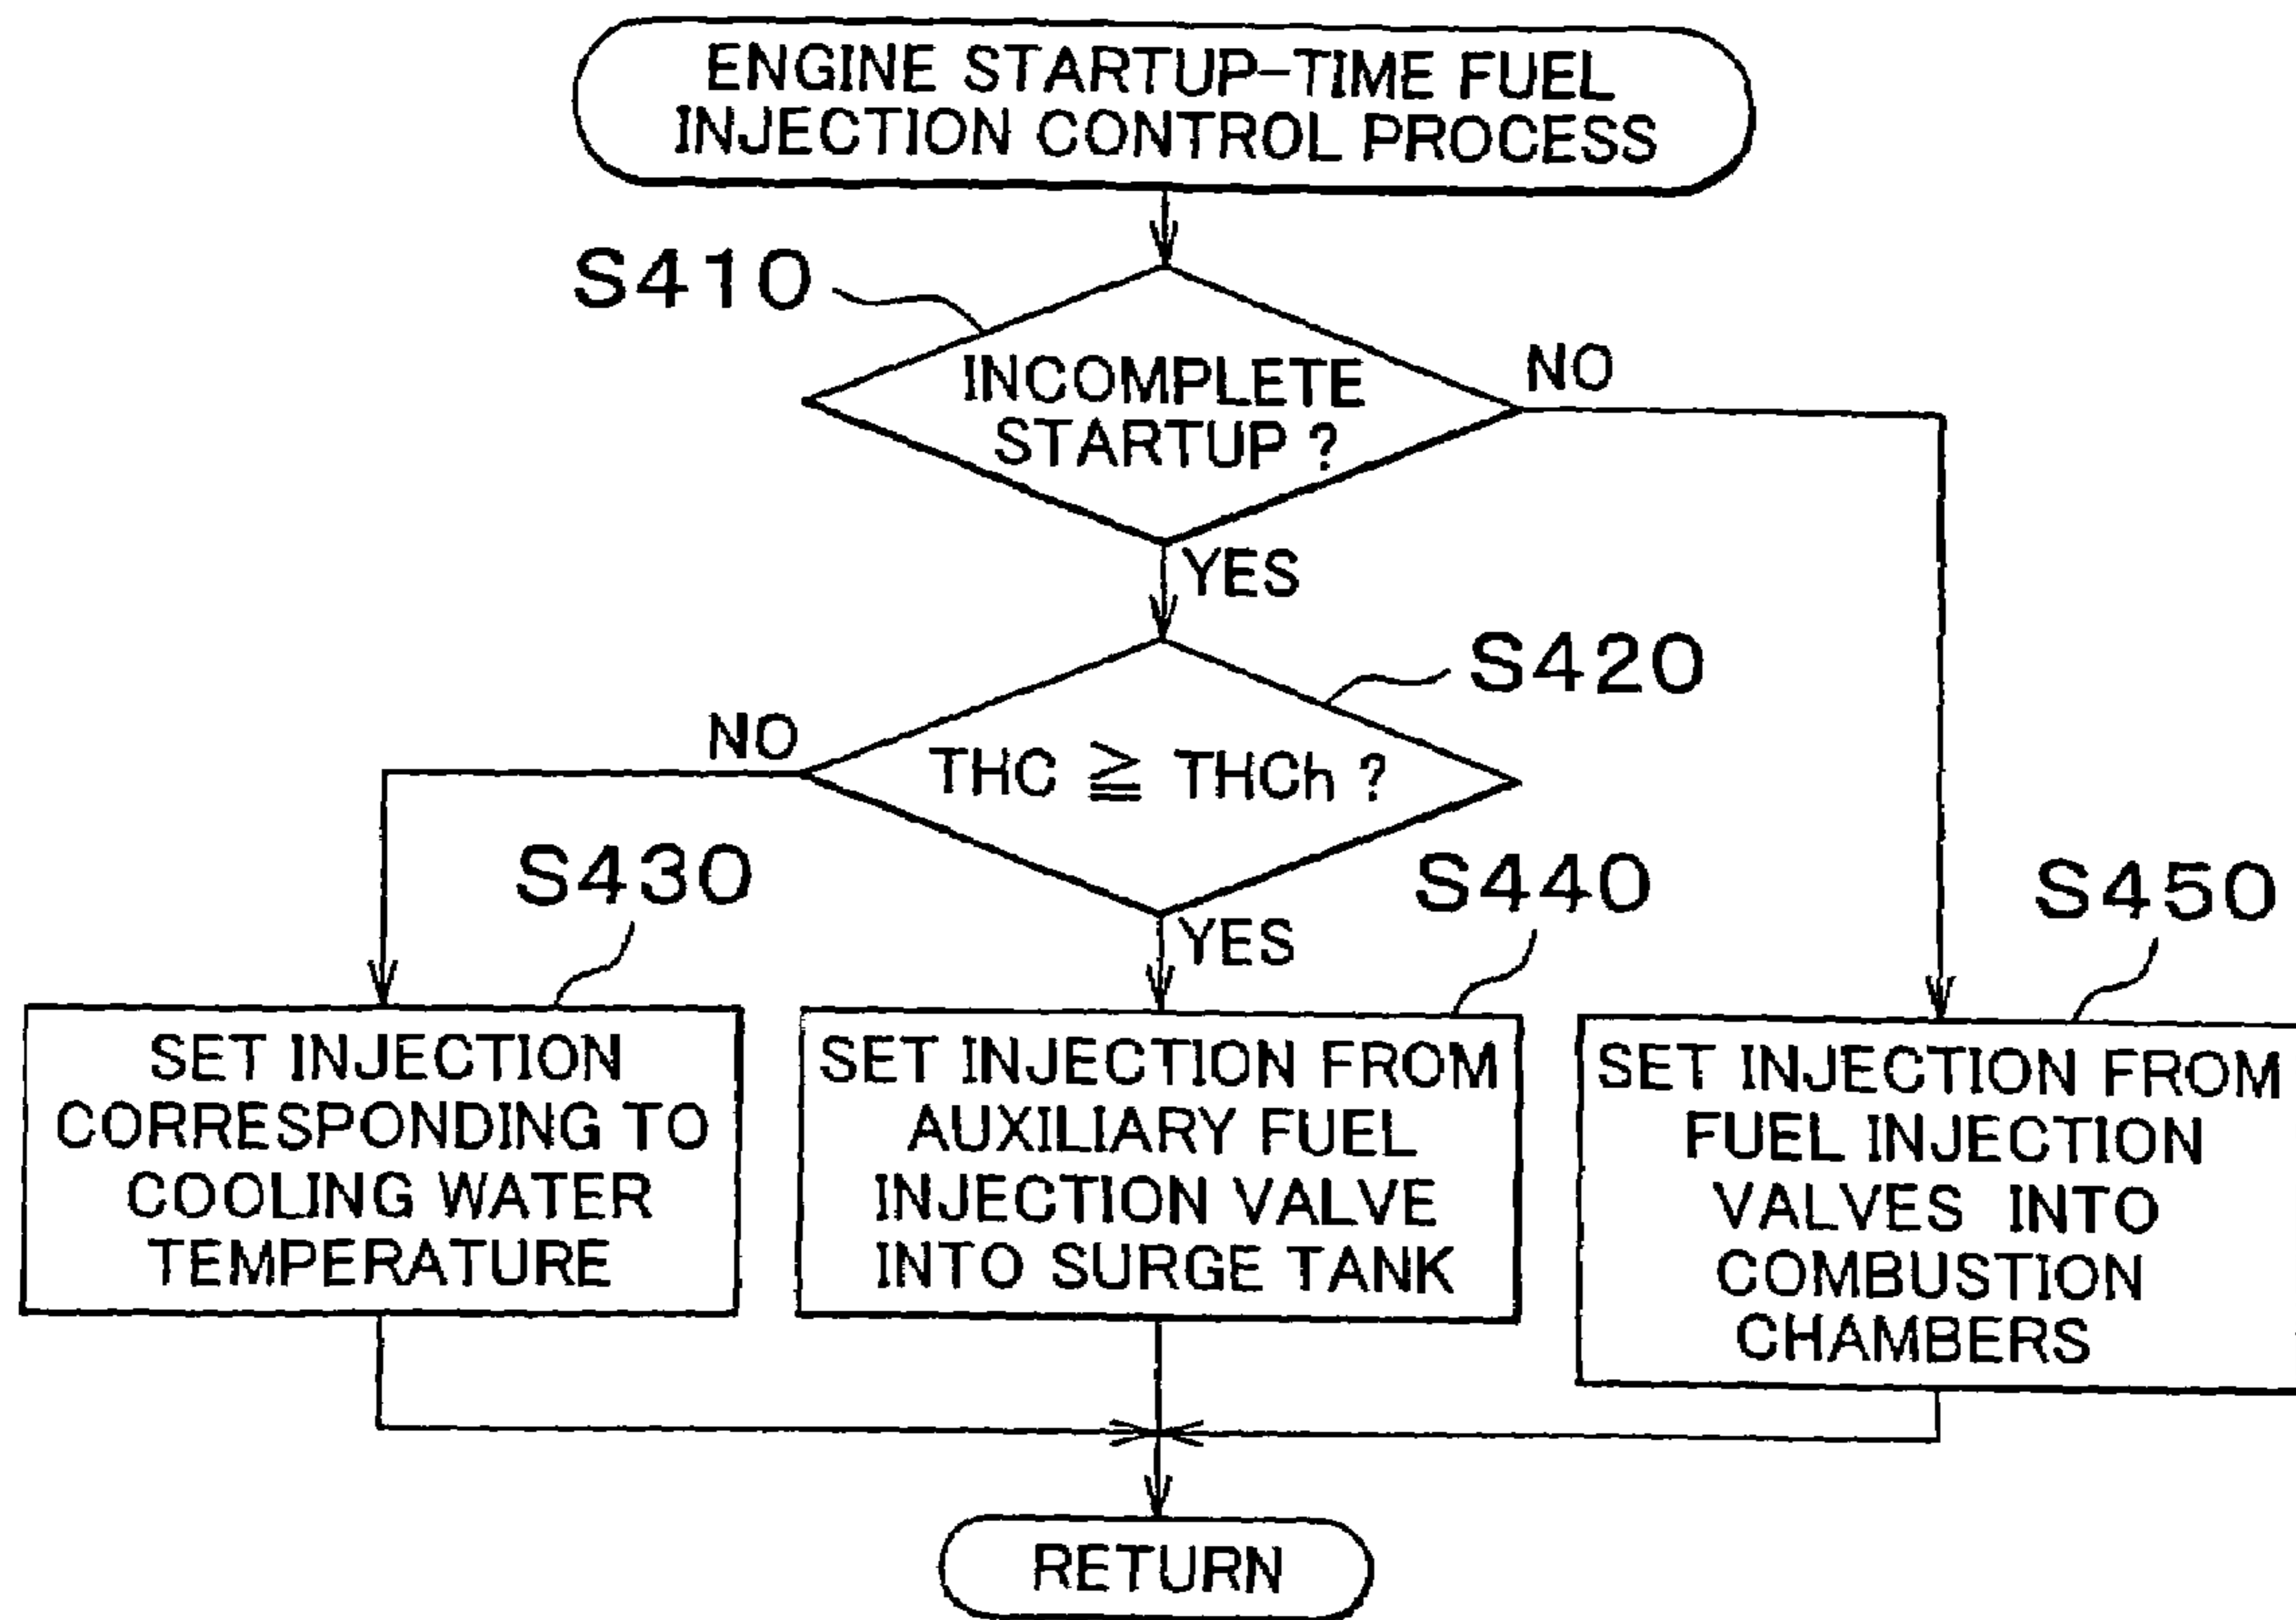 ENGINE STARTUP-TIME FUEL
INJECTION CONTROL PROCESS
S410
INCOMPLETE
STARTUP ?
NO
YES
S420
NO
THC ≧ THCh ?
YES
S430
SET INJECTION
CORRESPONDING TO
COOLING WATER
TEMPERATURE
S440
SET INJECTION FROM
AUXILIARY FUEL
INJECTION VALVE
INTO SURGE TANK
S450
SET INJECTION FROM
FUEL INJECTION
VALVES INTO
COMBUSTION
CHAMBERS
RETURN